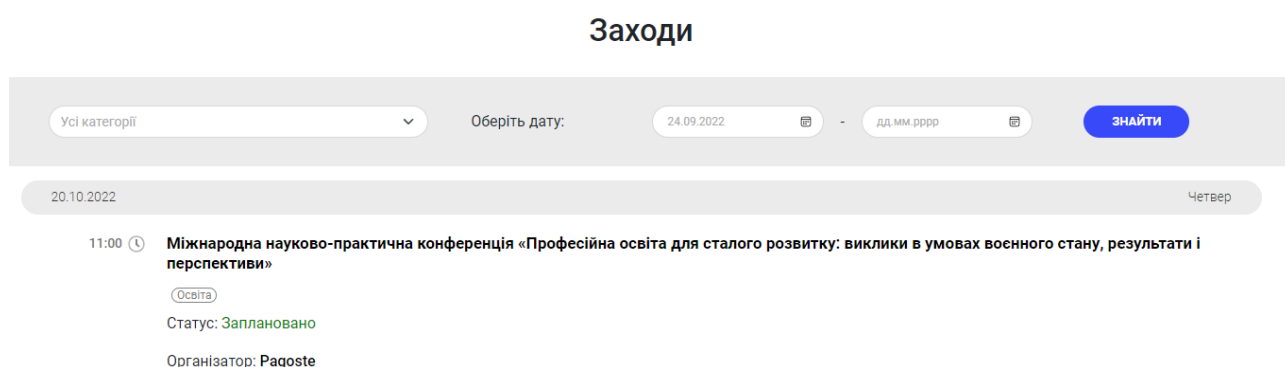 Заходи
Усі категорії
Оберіть дату:
24.09.2022
-
дд.мм.рррр
ЗНАЙТИ
20.10.2022
Четвер
11:00
Міжнародна науково-практична конференція «Професійна освіта для сталого розвитку: виклики в умовах воєнного стану, результати і
перспективи»
Освіта
Статус: Заплановано
Організатор: Pagoste